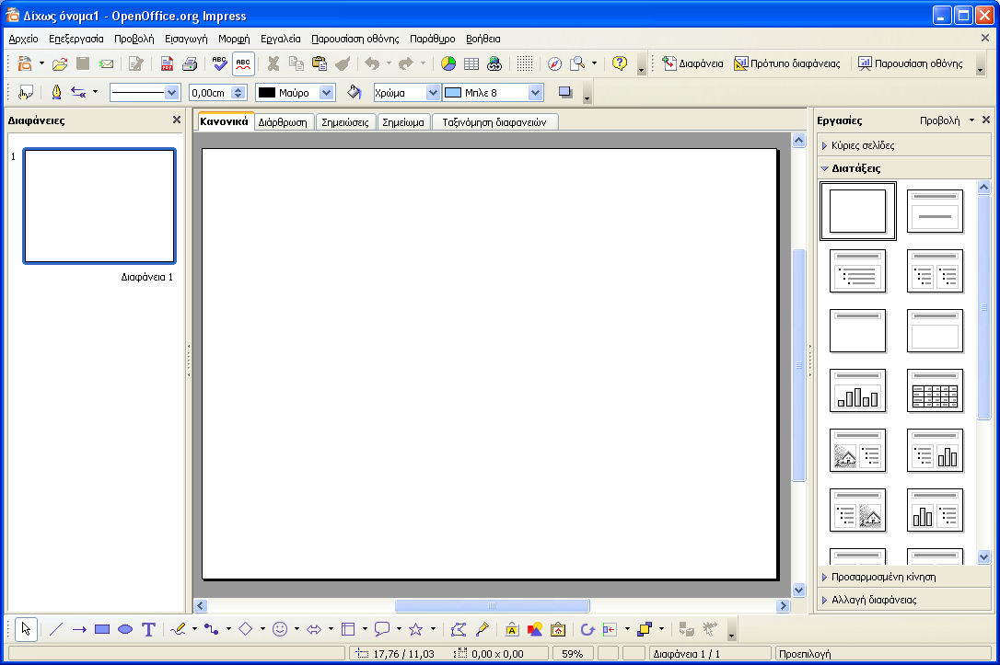 Δίχως όνομα1 - OpenOffice.org Impress
Αρχείο Επεξεργασία Προβολή Εισαγωγή Μορφή Εργαλεία Παρουσίαση οθόνης Παράθυρο Βοήθεια
ABC ABC Διαφάνεια Πρότυπο διαφάνειας Παρουσίαση οθόνης
0,00cm Μαύρο Χρώμα Μπλε 8
Διαφάνειες
Κανονικά Διάρθρωση Σημειώσεις Σημείωμα Ταξινόμηση διαφανειών
Εργασίες Προβολή
Κύριες σελίδες
Διατάξεις
1
Διαφάνεια 1
Προσαρμοσμένη κίνηση
Αλλαγή διαφάνειας
17,76 / 11,03 0,00 x 0,00 59% Διαφάνεια 1 / 1 Προεπιλογή